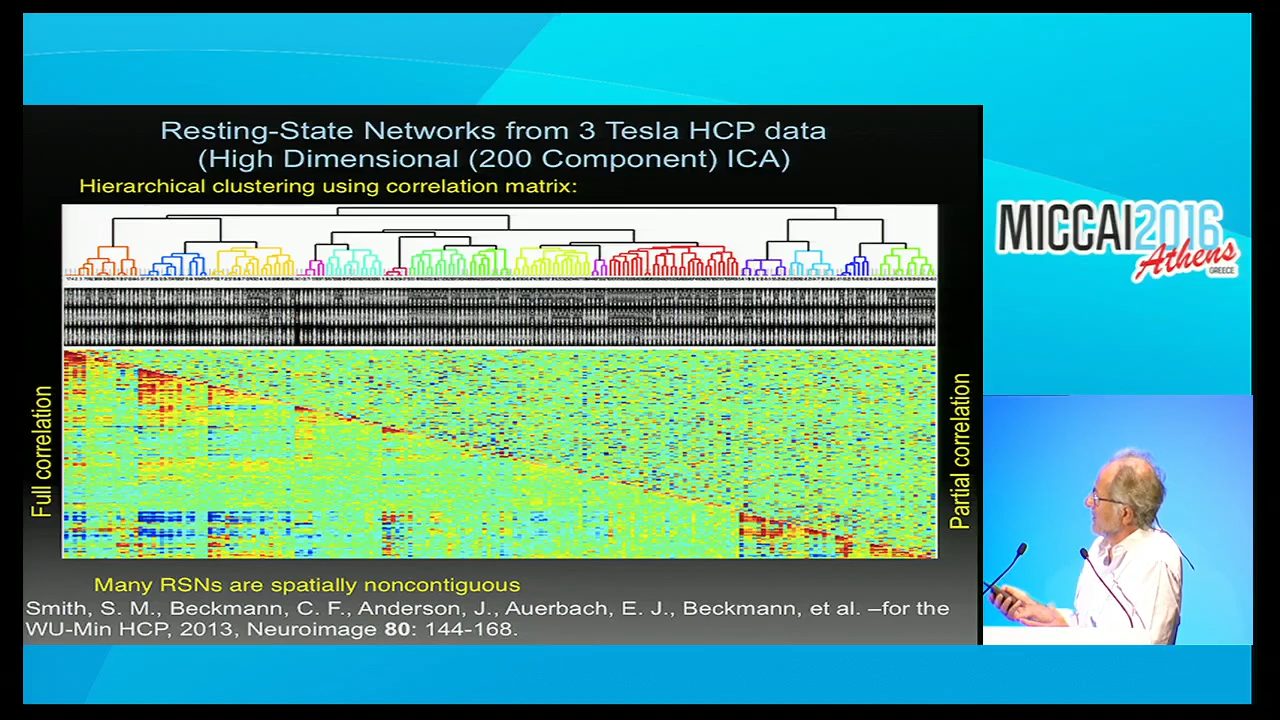 Resting-State Networks from 3 Tesla HCP data
(High Dimensional (200 Component) ICA)
Hierarchical clustering using correlation matrix:
Full correlation
Partial correlation
Many RSNs are spatially noncontiguous
Smith, S. M., Beckmann, C. F., Anderson, J., Auerbach, E. J., Beckmann, et al. –for the
WU-Min HCP, 2013, Neuroimage 80: 144-168.
MICCAI2016
Athens
GREECE